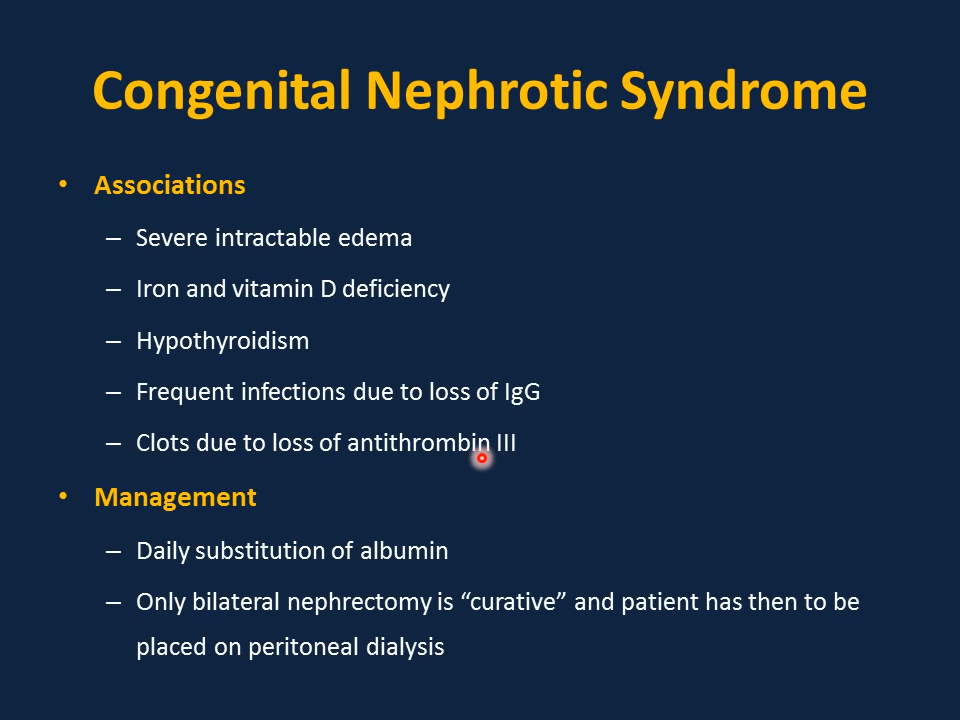 Congenital Nephrotic Syndrome
• Associations
– Severe intractable edema
– Iron and vitamin D deficiency
– Hypothyroidism
– Frequent infections due to loss of IgG
– Clots due to loss of antithrombin III
• Management
– Daily substitution of albumin
– Only bilateral nephrectomy is “curative” and patient has then to be
placed on peritoneal dialysis